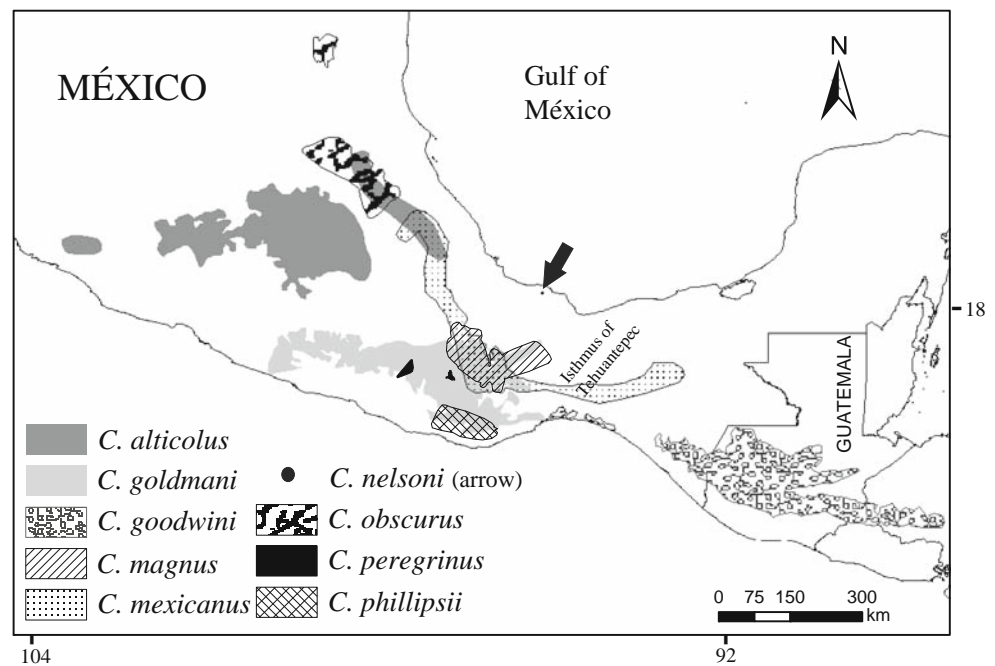 MÉXICO
Gulf of
México
N
18
Isthmus of
Tehuantepec
GUATEMALA
C. alticolus
C. goldmani
C. goodwini
C. magnus
C. mexicanus
C. nelsoni (arrow)
C. obscurus
C. peregrinus
C. phillipsii
0 75 150 300
km
104
92